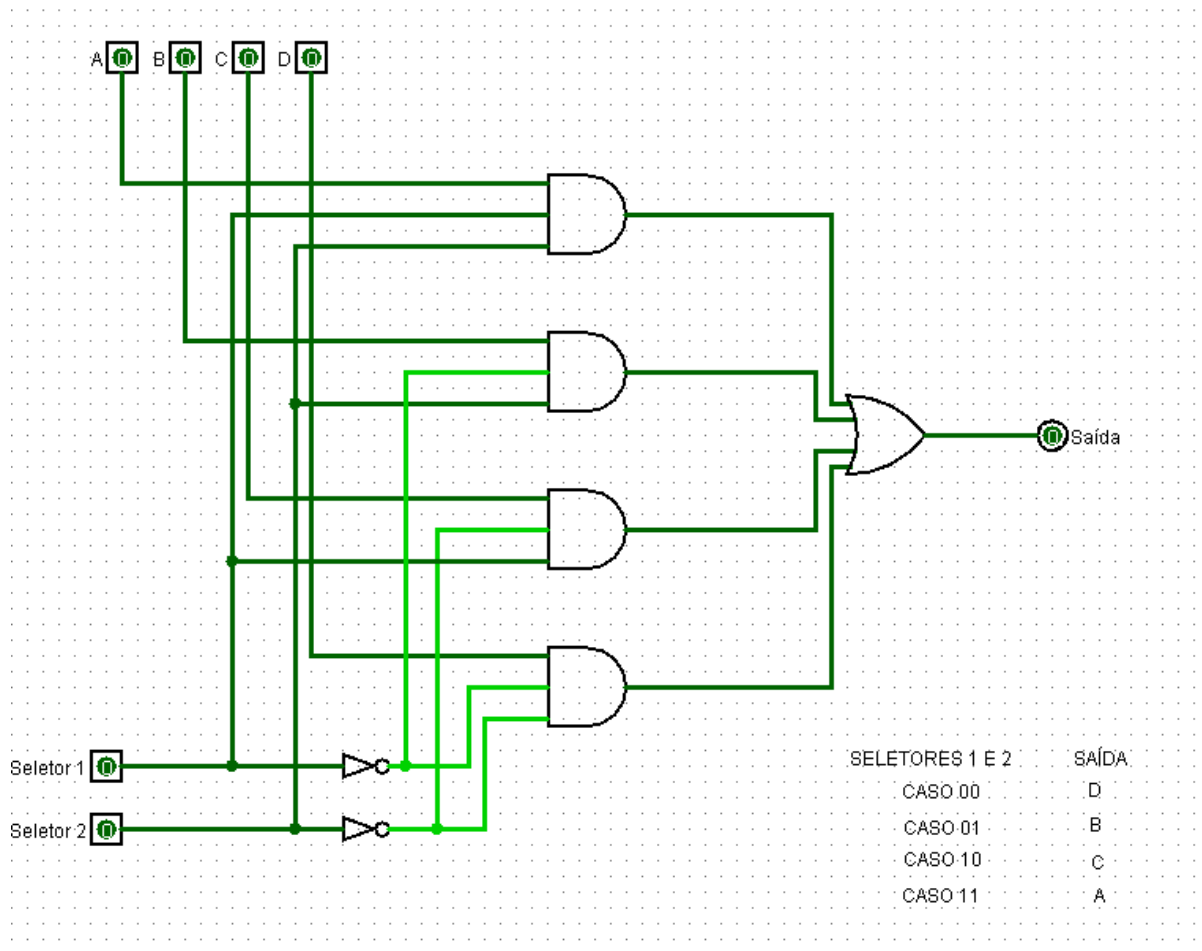 A B C D
Saída
Seletor 1
Seletor 2
SELETORES 1 E 2 SAÍDA
CASO 00 D
CASO 01 B
CASO 10 C
CASO 11 A